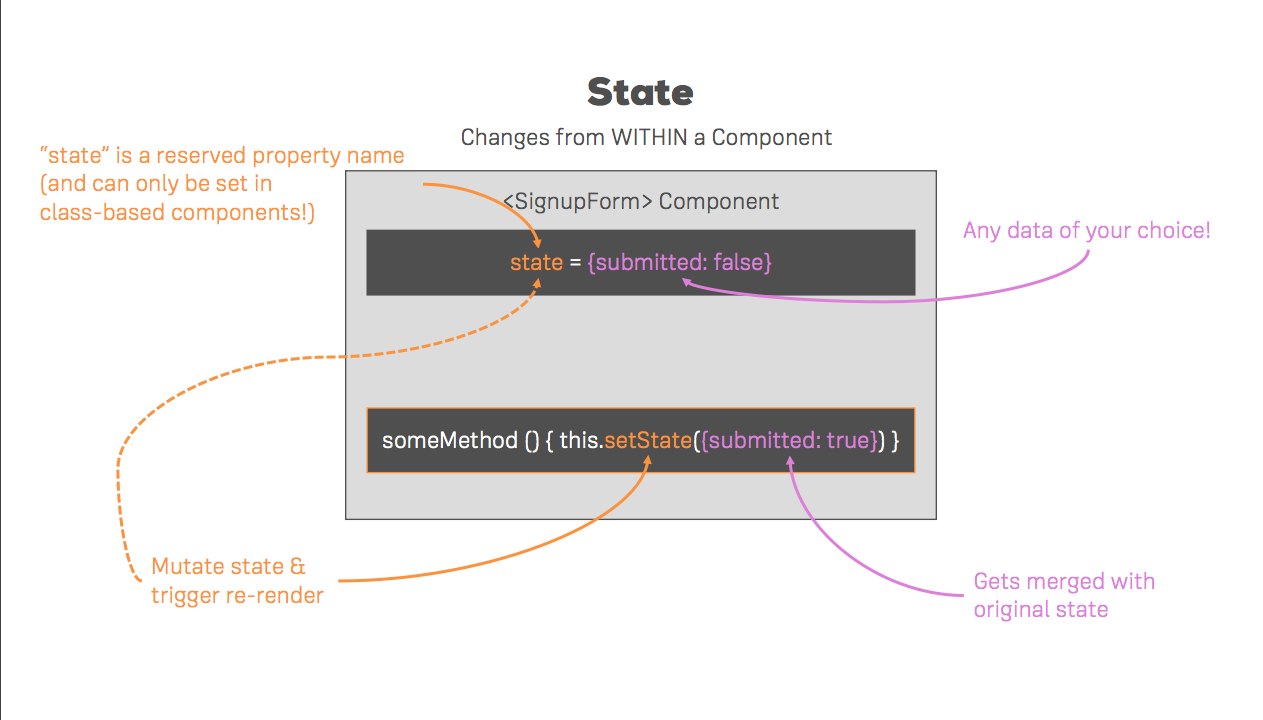 State
Changes from WITHIN a Component
“state” is a reserved property name
(and can only be set in
class-based components!)
<SignupForm> Component
Any data of your choice!
state = {submitted: false}
someMethod () { this.setState({submitted: true}) }
Mutate state &
trigger re-render
Gets merged with
original state